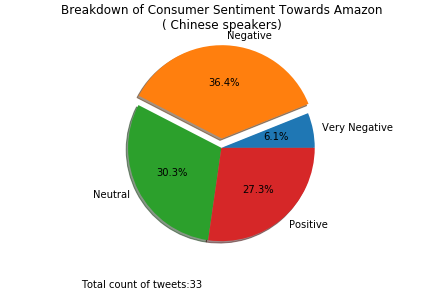 Breakdown of Consumer Sentiment Towards Amazon
( Chinese speakers)
Negative
36.4%
Very Negative
6.1%
30.3%
27.3%
Neutral
Positive
Total count of tweets:33